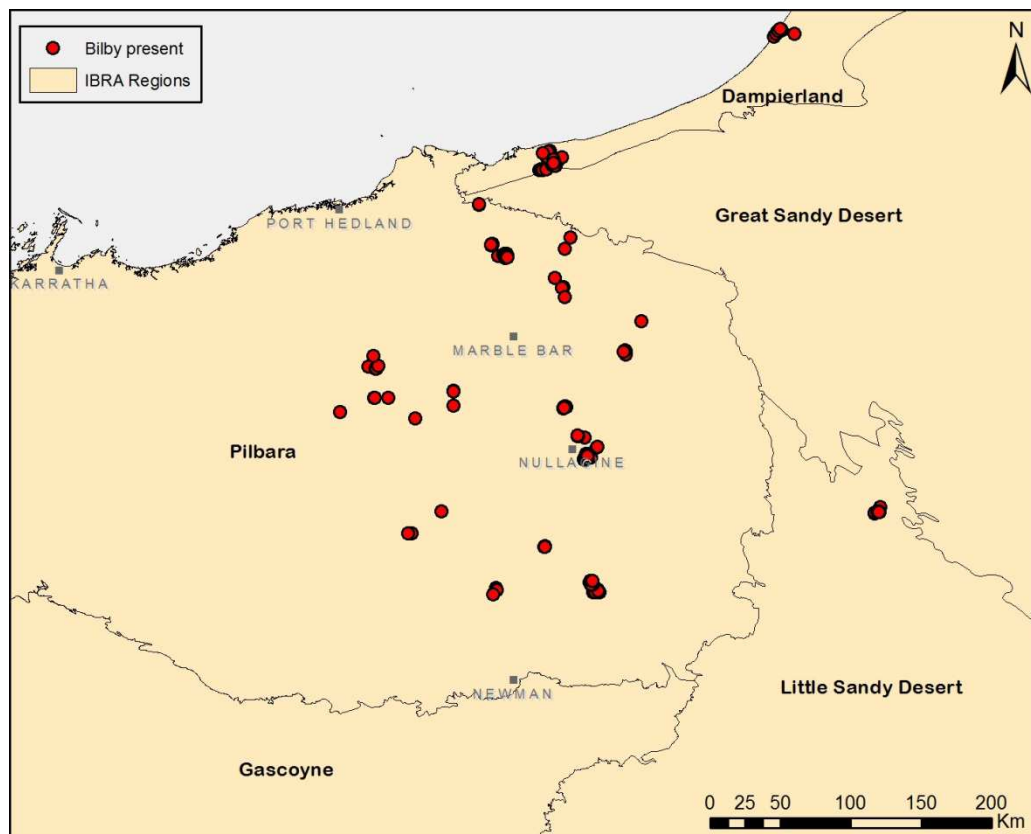 Bilby present
IBRA Regions
N
Dampierland
Great Sandy Desert
PORT HEDLAND
KARRATHA
MARBLE BAR
Pilbara
NULLAGINE
NEWMAN
Little Sandy Desert
Gascoyne
0 25 50 100 150 200
Km